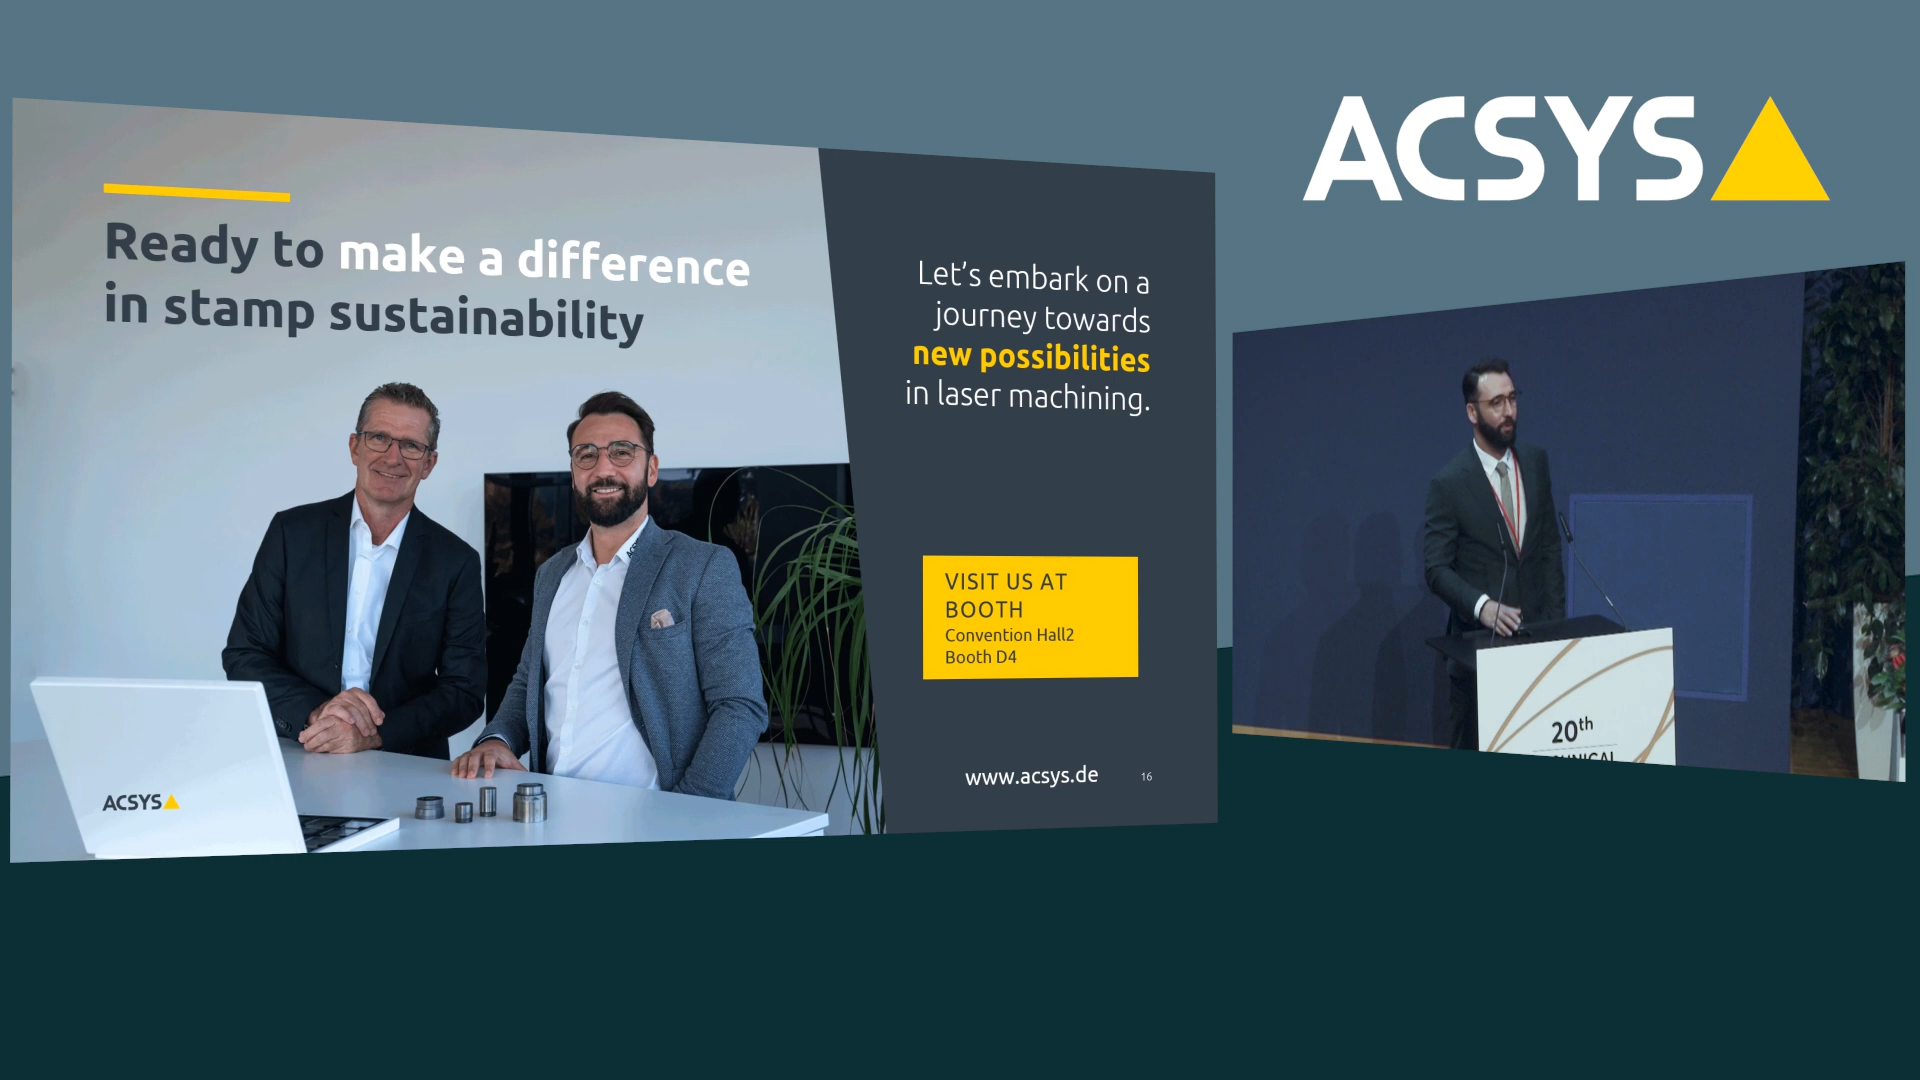 ACSYS
Ready to make a difference
in stamp sustainability
Let's embark on a
journey towards
new possibilities
in laser machining.
VISIT US AT
BOOTH
Convention Hall2
Booth D4
www.acsys.de
16
ACSYS
20th